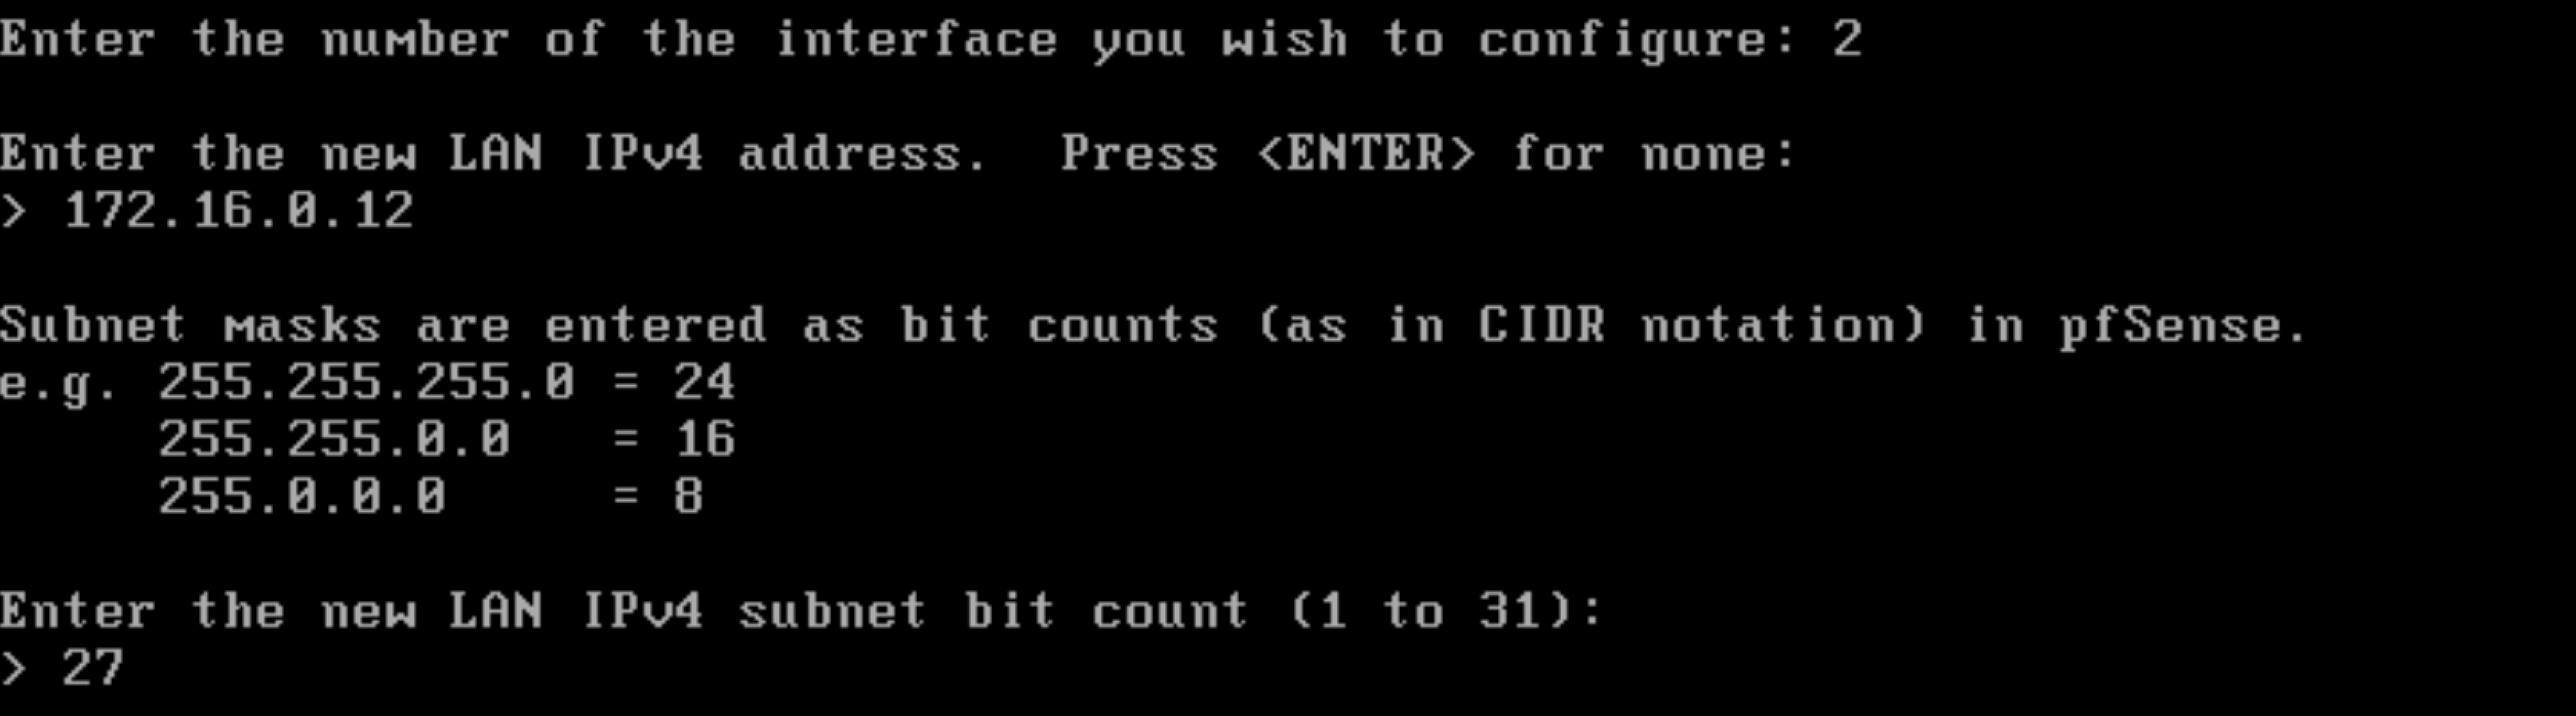 Enter the number of the interface you wish to configure: 2
Enter the new LAN IPv4 address.  Press <ENTER> for none:
> 172.16.0.12
Subnet masks are entered as bit counts (as in CIDR notation) in pfSense.
e.g. 255.255.255.0 = 24
     255.255.0.0   = 16
     255.0.0.0     = 8
Enter the new LAN IPv4 subnet bit count (1 to 31):
> 27